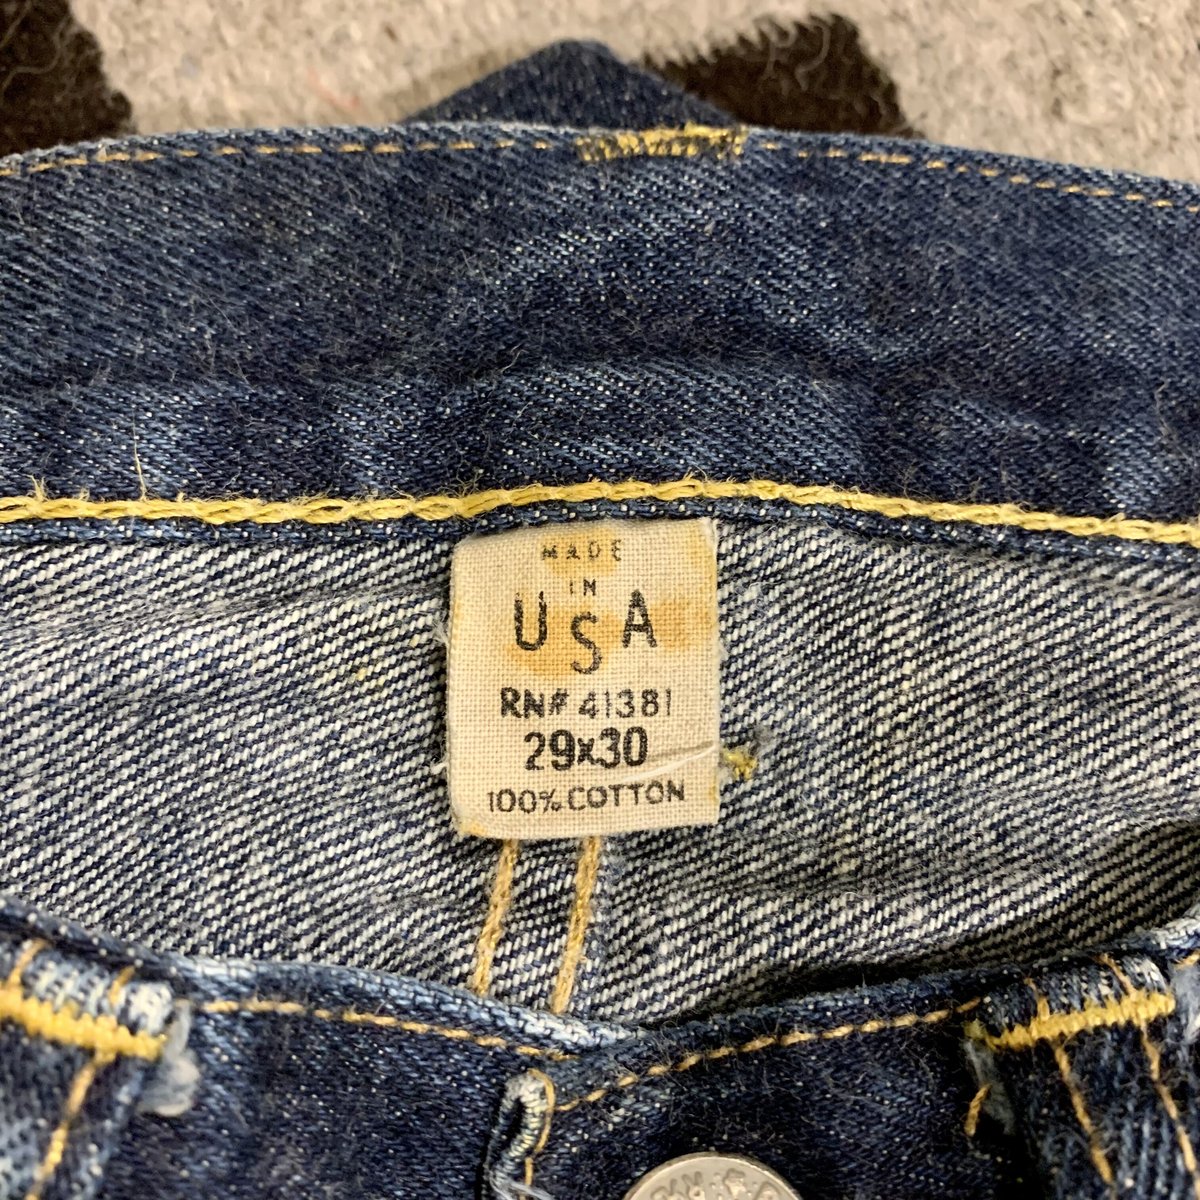 MADE
IN
USA
RN# 41381
29x30
100% COTTON